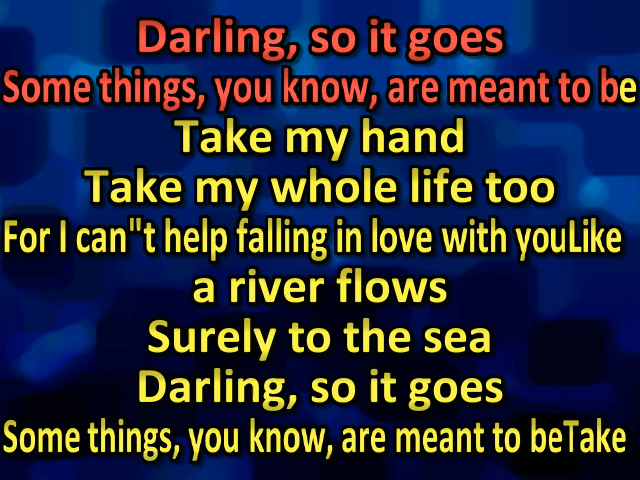 Darling, so it goes
Some things, you know, are meant to be
Take my hand
Take my whole life too
For I can"t help falling in love with youLike
a river flows
Surely to the sea
Darling, so it goes
Some things, you know, are meant to beTake